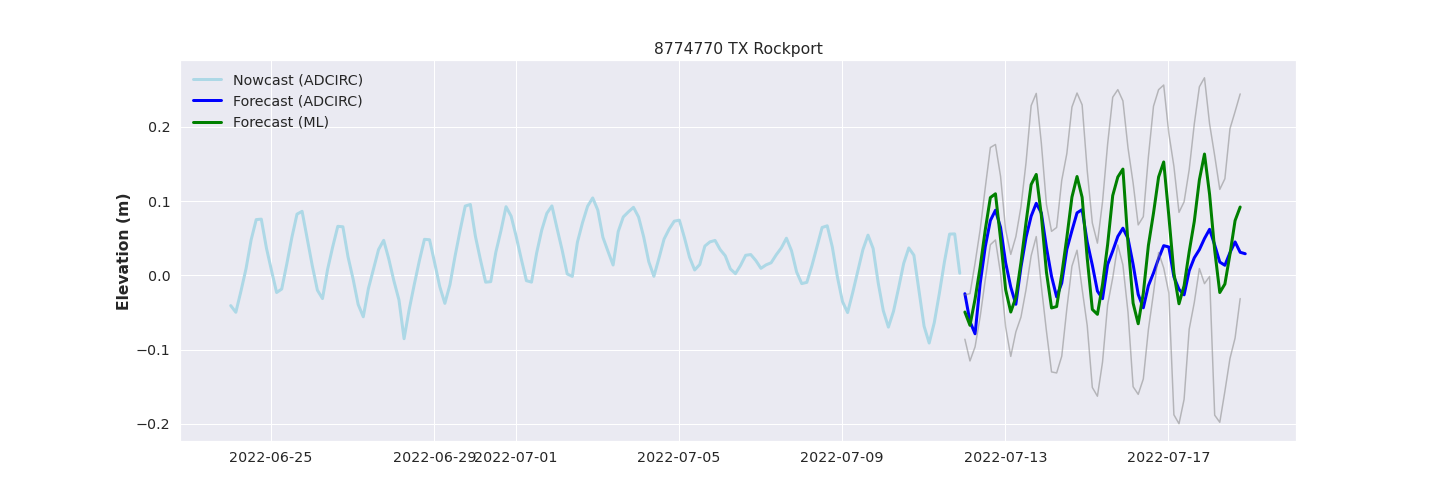 8774770 TX Rockport
Nowcast (ADCIRC)
Forecast (ADCIRC)
Forecast (ML)
Elevation (m)
0.2
0.1
0.0
−0.1
−0.2
2022-06-25 2022-06-29 2022-07-01 2022-07-05 2022-07-09 2022-07-13 2022-07-17